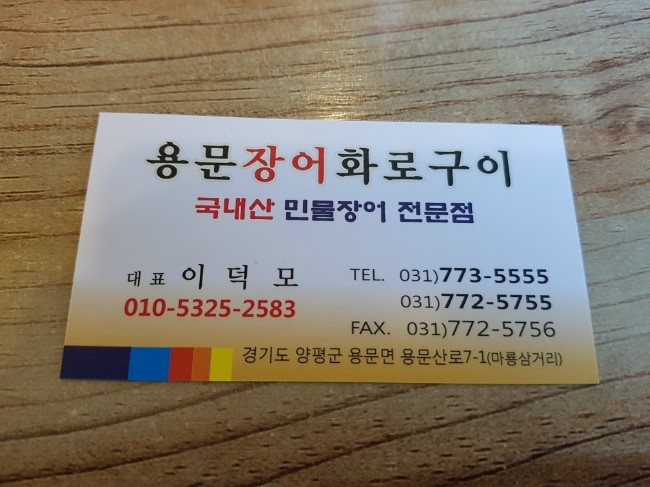 용문장어화로구이
국내산 민물장어 전문점
대표 이덕모
010-5325-2583
TEL. 031)773-5555
031)772-5755
FAX. 031)772-5756
경기도 양평군 용문면 용문산로7-1(마룡삼거리)